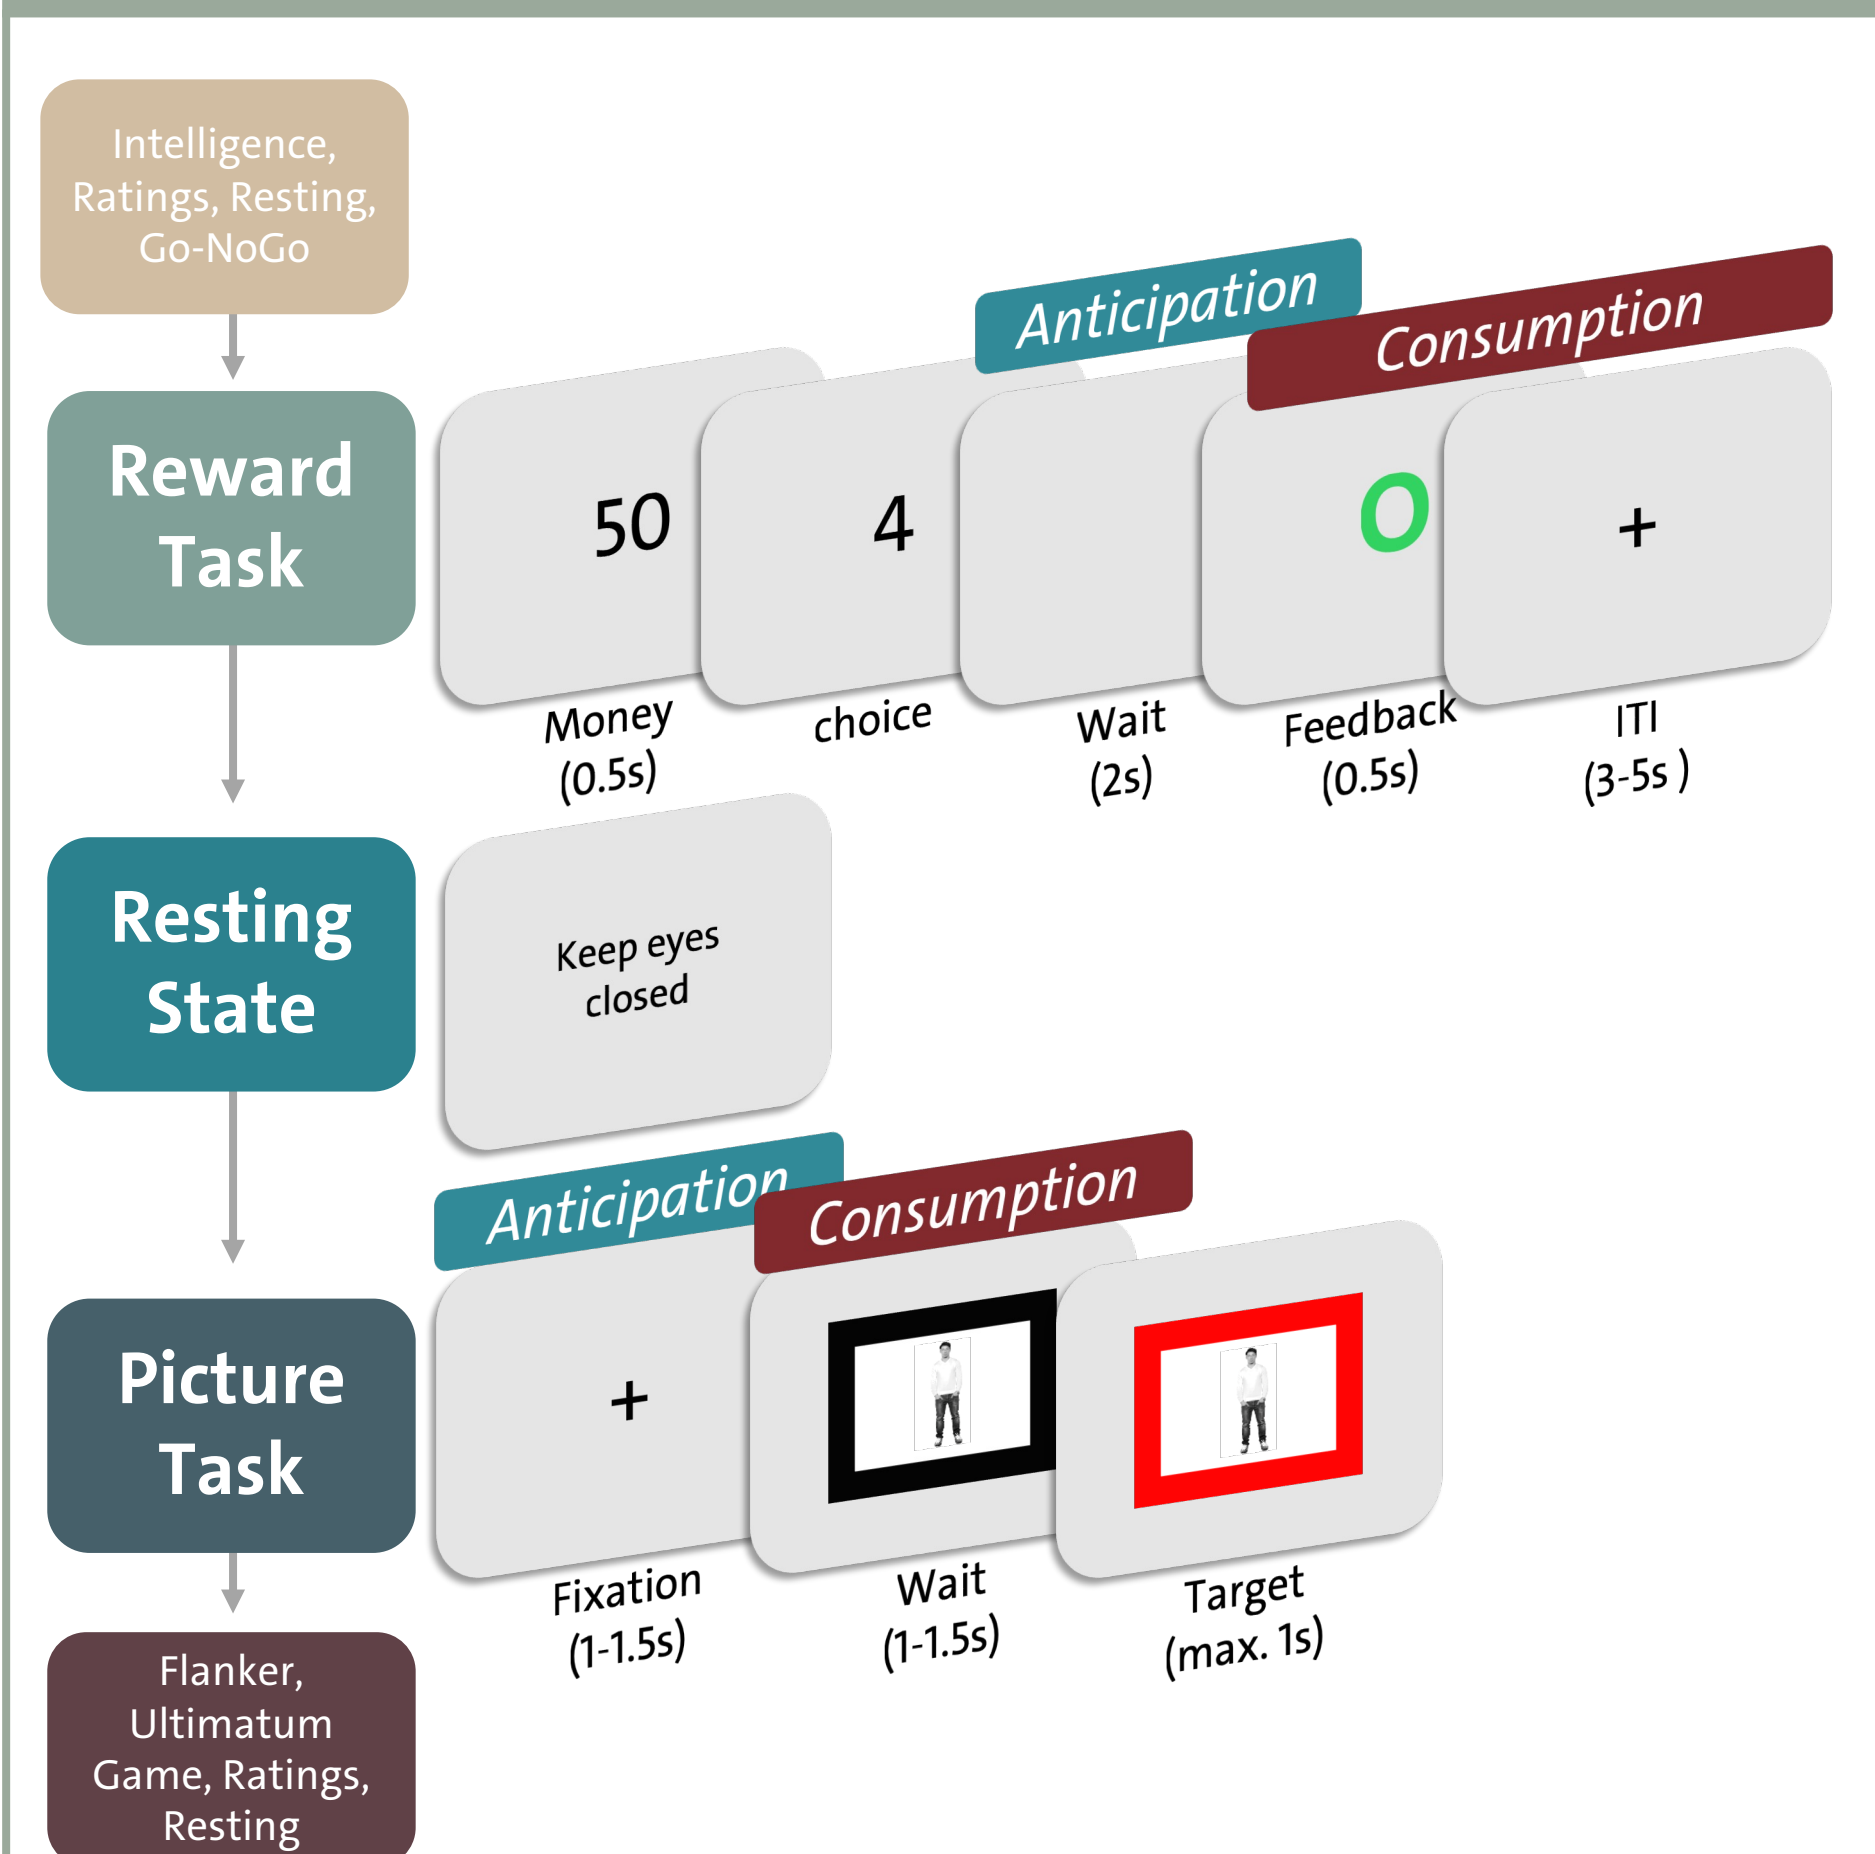 Intelligence,
Ratings, Resting,
Go-NoGo
Reward
Task
Anticipation
Consumption
50
4
O
+
Money
(0.5s)
choice
Wait
(2s)
Feedback
(0.5s)
ITI
(3-5s )
Resting
State
Keep eyes
closed
Picture
Task
Anticipation
Consumption
+
Fixation
(1-1.5s)
Wait
(1-1.5s)
Target
(max. 1s)
Flanker,
Ultimatum
Game, Ratings,
Resting